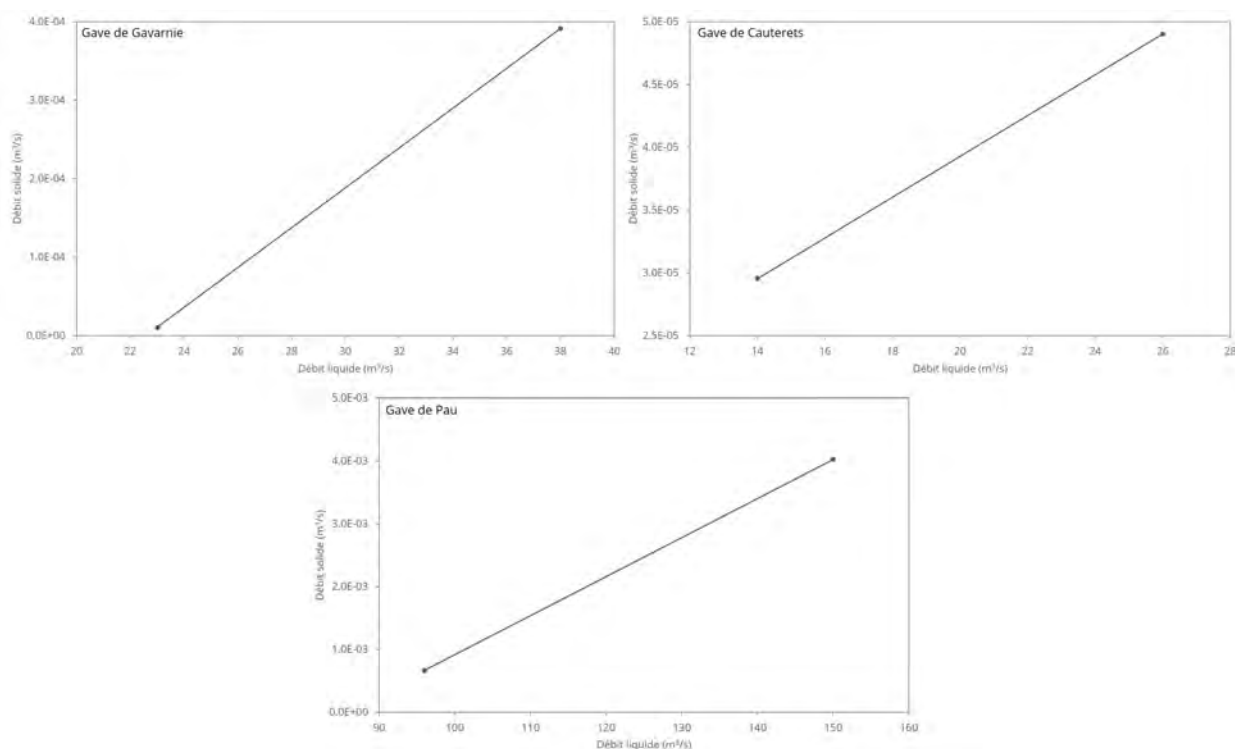 Gave de Gavarnie
4.0E-04
3.0E-04
2.0E-04
1.0E-04
0.0E+00
Débit solide (m³/s)
20 22 24 26 28 30 32 34 36 38 40
Débit liquide (m³/s)
Gave de Cauterets
5.0E-05
4.5E-05
4.0E-05
3.5E-05
3.0E-05
2.5E-05
Débit solide (m³/s)
12 14 16 18 20 22 24 26 28
Débit liquide (m³/s)
Gave de Pau
5.0E-03
4.0E-03
3.0E-03
2.0E-03
1.0E-03
0.0E+00
Débit solide (m³/s)
90 100 110 120 130 140 150 160
Débit liquide (m³/s)